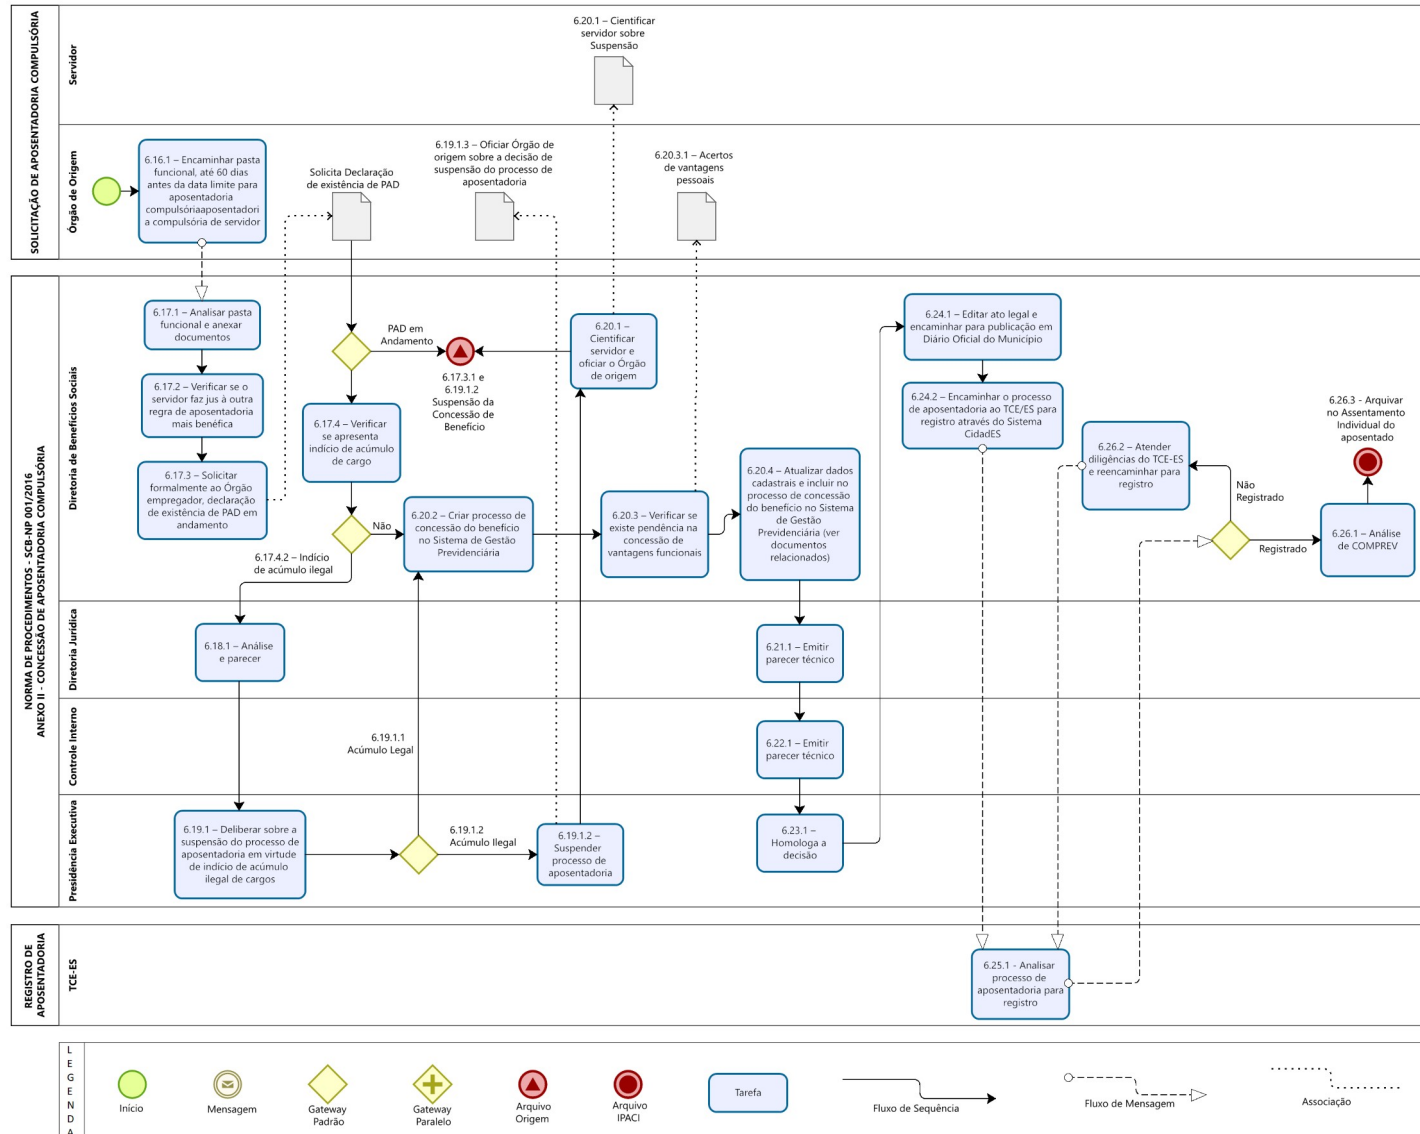 SOLICITAÇÃO DE APOSENTADORIA COMPULSÓRIA
Servidor
6.20.1 – Cientificar
servidor sobre
Suspensão
Órgão de Origem
6.16.1 – Encaminhar pasta
funcional, até 60 dias
antes da data limite para
aposentadoria
compulsóriaaposentadori
a compulsória de servidor
Solicita Declaração
de existência de PAD
6.19.1.3 – Oficiar Órgão de
origem sobre a decisão de
suspensão do processo de
aposentadoria
6.20.3.1 – Acertos
de vantagens
pessoais
NORMA DE PROCEDIMENTOS - SCB-NP 001/2016
ANEXO II - CONCESSÃO DE APOSENTADORIA COMPULSÓRIA
Diretoria de Benefícios Sociais
6.17.1 – Analisar pasta
funcional e anexar
documentos
6.17.2 – Verificar se o
servidor faz jus à outra
regra de aposentadoria
mais benéfica
6.17.3 – Solicitar
formalmente ao Órgão
empregador, declaração
de existência de PAD em
andamento
PAD em
Andamento
6.17.3.1 e
6.19.1.2
Suspensão da
Concessão de
Benefício
6.17.4 – Verificar
se apresenta
indício de acúmulo
de cargo
Não
6.17.4.2 – Indício
de acúmulo ilegal
6.20.1 –
Cientificar
servidor e
oficiar o Órgão
de origem
6.20.2 – Criar processo de
concessão do benefício
no Sistema de Gestão
Previdenciária
6.20.3 – Verificar se
existe pendência na
concessão de
vantagens funcionais
6.20.4 – Atualizar dados
cadastrais e incluir no
processo de concessão
do benefício no Sistema
de Gestão
Previdenciária (ver
documentos
relacionados)
6.24.1 – Editar ato legal e
encaminhar para publicação em
Diário Oficial do Município
6.24.2 – Encaminhar o processo
de aposentadoria ao TCE/ES para
registro através do Sistema
CidadES
6.26.2 – Atender
diligências do TCE-ES
e reencaminhar para
registro
Não
Registrado
Registrado
6.26.3 - Arquivar
no Assentamento
Individual do
aposentado
6.26.1 – Análise
de COMPREV
Diretoria Jurídica
6.18.1 – Análise
e parecer
6.21.1 – Emitir
parecer técnico
Controle Interno
6.19.1.1
Acúmulo Legal
6.22.1 – Emitir
parecer técnico
Presidência Executiva
6.19.1 – Deliberar sobre a
suspensão do processo de
aposentadoria em virtude
de indício de acúmulo
ilegal de cargos
6.19.1.2
Acúmulo Ilegal
6.19.1.2 –
Suspender
processo de
aposentadoria
6.23.1 –
Homologa a
decisão
REGISTRO DE
APOSENTADORIA
TCE-ES
6.25.1 - Analisar
processo de
aposentadoria para
registro
LEGENDA
Início
Mensagem
Gateway
Padrão
Gateway
Paralelo
Arquivo
Origem
Arquivo
IPACI
Tarefa
Fluxo de Sequência
Fluxo de Mensagem
Associação